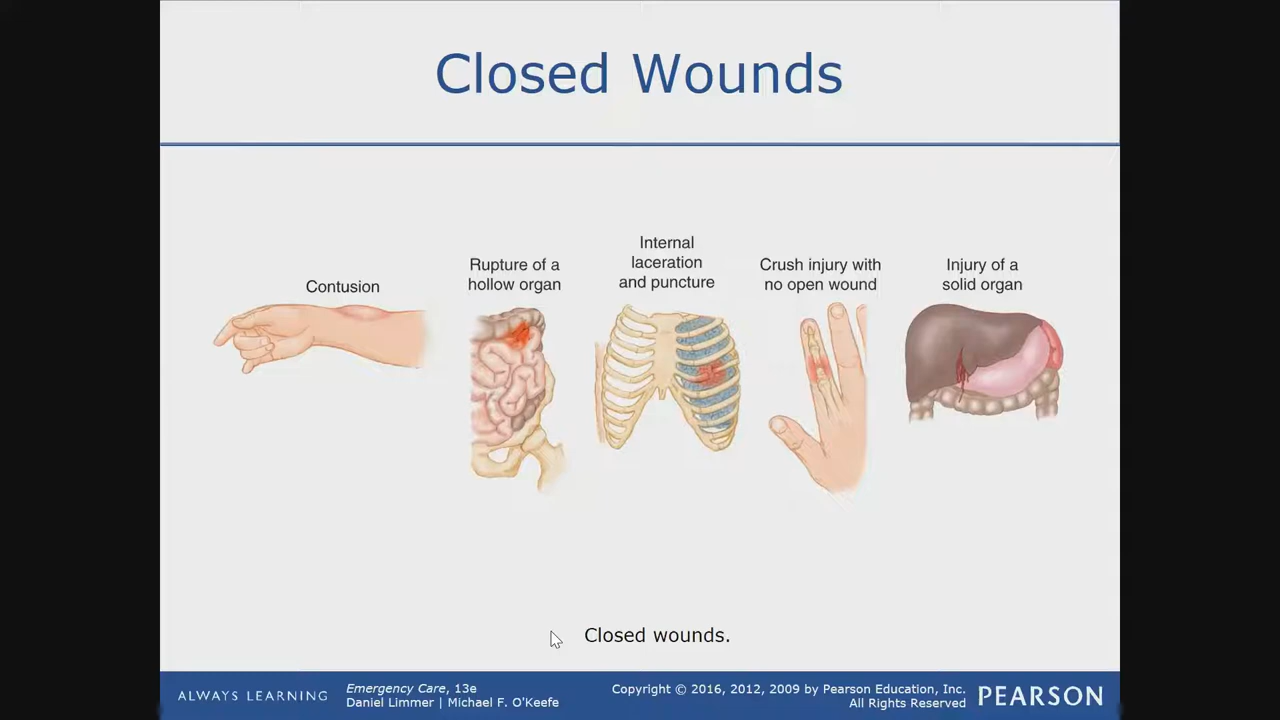 Closed Wounds
Contusion
Rupture of a
hollow organ
Internal
laceration
and puncture
Crush injury with
no open wound
Injury of a
solid organ
Closed wounds.
ALWAYS LEARNING
Emergency Care, 13e
Daniel Limmer | Michael F. O'Keefe
Copyright © 2016, 2012, 2009 by Pearson Education, Inc.
All Rights Reserved
PEARSON